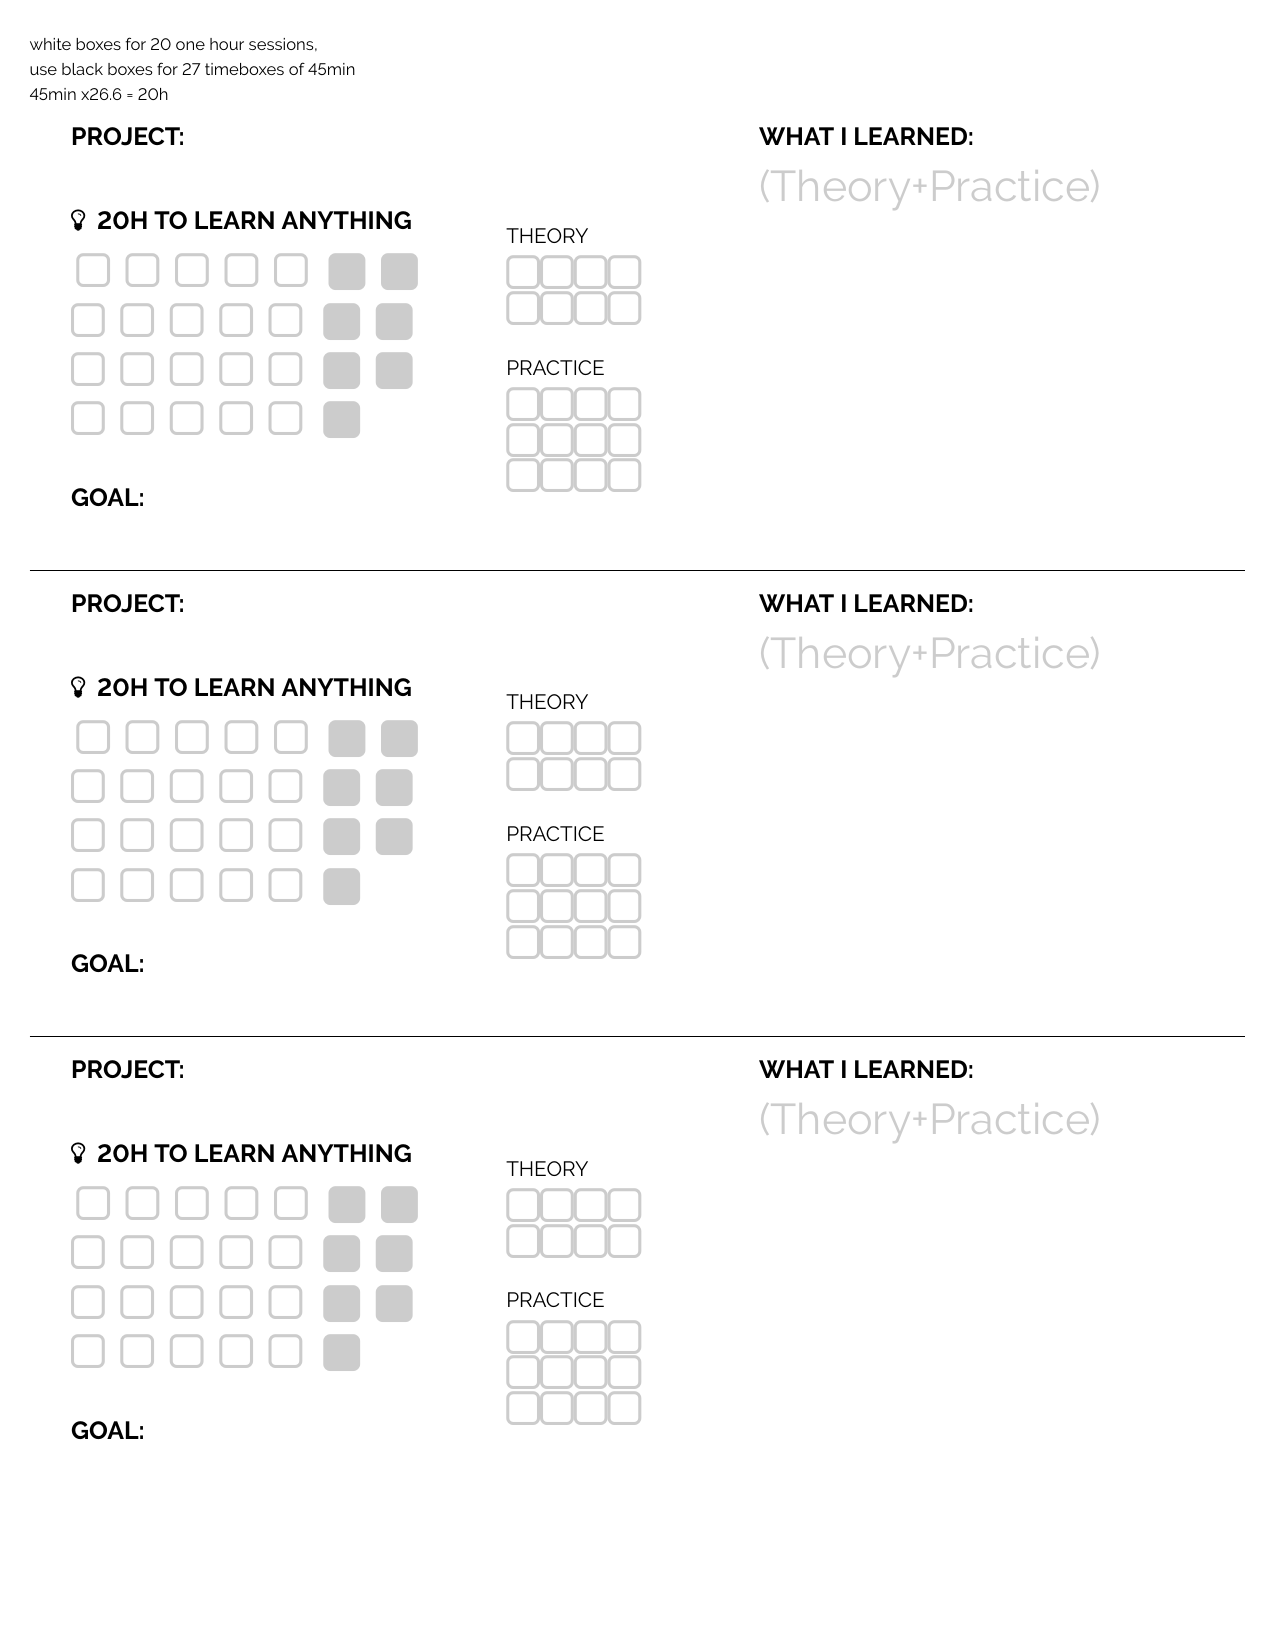 white boxes for 20 one hour sessions,
use black boxes for 27 timeboxes of 45min
45min x26.6 = 20h
PROJECT:
20H TO LEARN ANYTHING
THEORY
PRACTICE
GOAL:
WHAT I LEARNED:
(Theory+Practice)
PROJECT:
20H TO LEARN ANYTHING
THEORY
PRACTICE
GOAL:
WHAT I LEARNED:
(Theory+Practice)
PROJECT:
20H TO LEARN ANYTHING
THEORY
PRACTICE
GOAL:
WHAT I LEARNED:
(Theory+Practice)